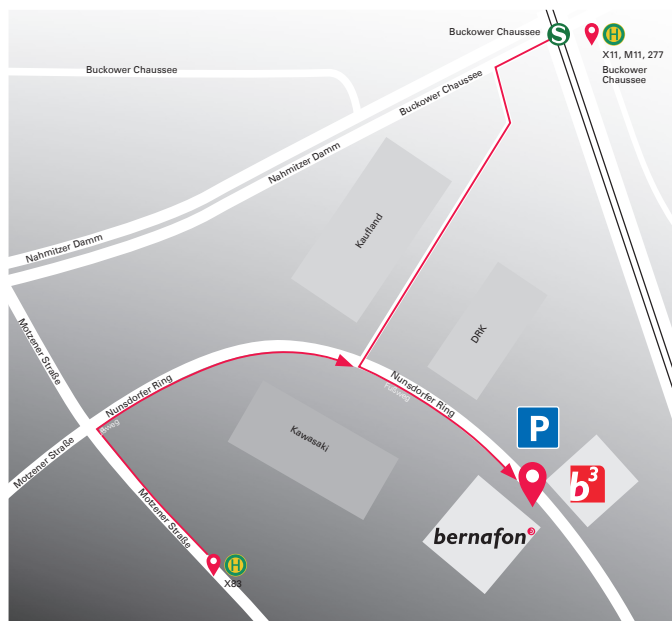 Buckower Chaussee
S
H
X11, M11, 277
Buckower
Chaussee
Buckower Chaussee
Buckower Chaussee
Nahmitzer Damm
Kaufland
Nahmitzer Damm
DRK
Motzener Straße
Nunsdorfer Ring
Nunsdorfer Ring
Fußweg
P
Kawasaki
Motzener Straße
b3
Motzener Straße
bernafon
H
X83